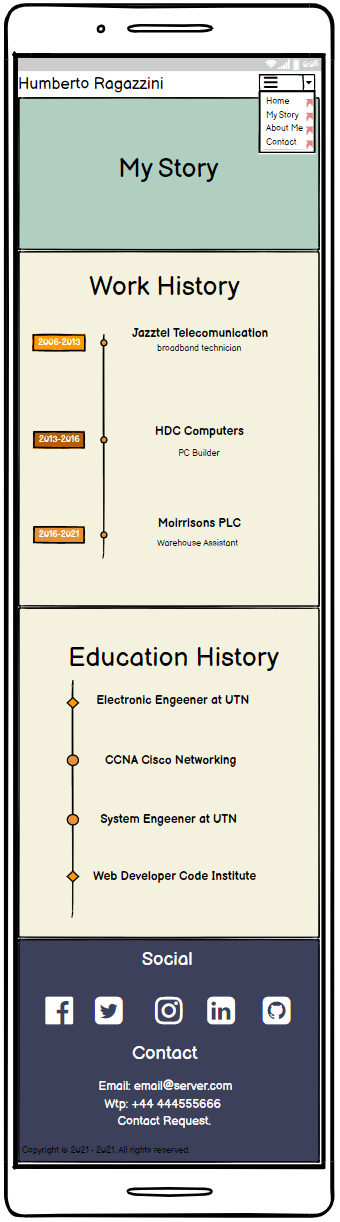 0:05
Humberto Ragazzini
Home
My Story
About Me
Contact
My Story
Work History
2006-2013
Jazztel Telecomunication
broadband technician
2013-2016
HDC Computers
PC Builder
2016-2021
Moirrisons PLC
Warehouse Assistant
Education History
Electronic Engeener at UTN
CCNA Cisco Networking
System Engeener at UTN
Web Developer Code Institute
Social
Contact
Email: email@server.com
Wtp: +44 444555666
Contact Request.
Copyright © 2021 - 2021. All rights reserved.